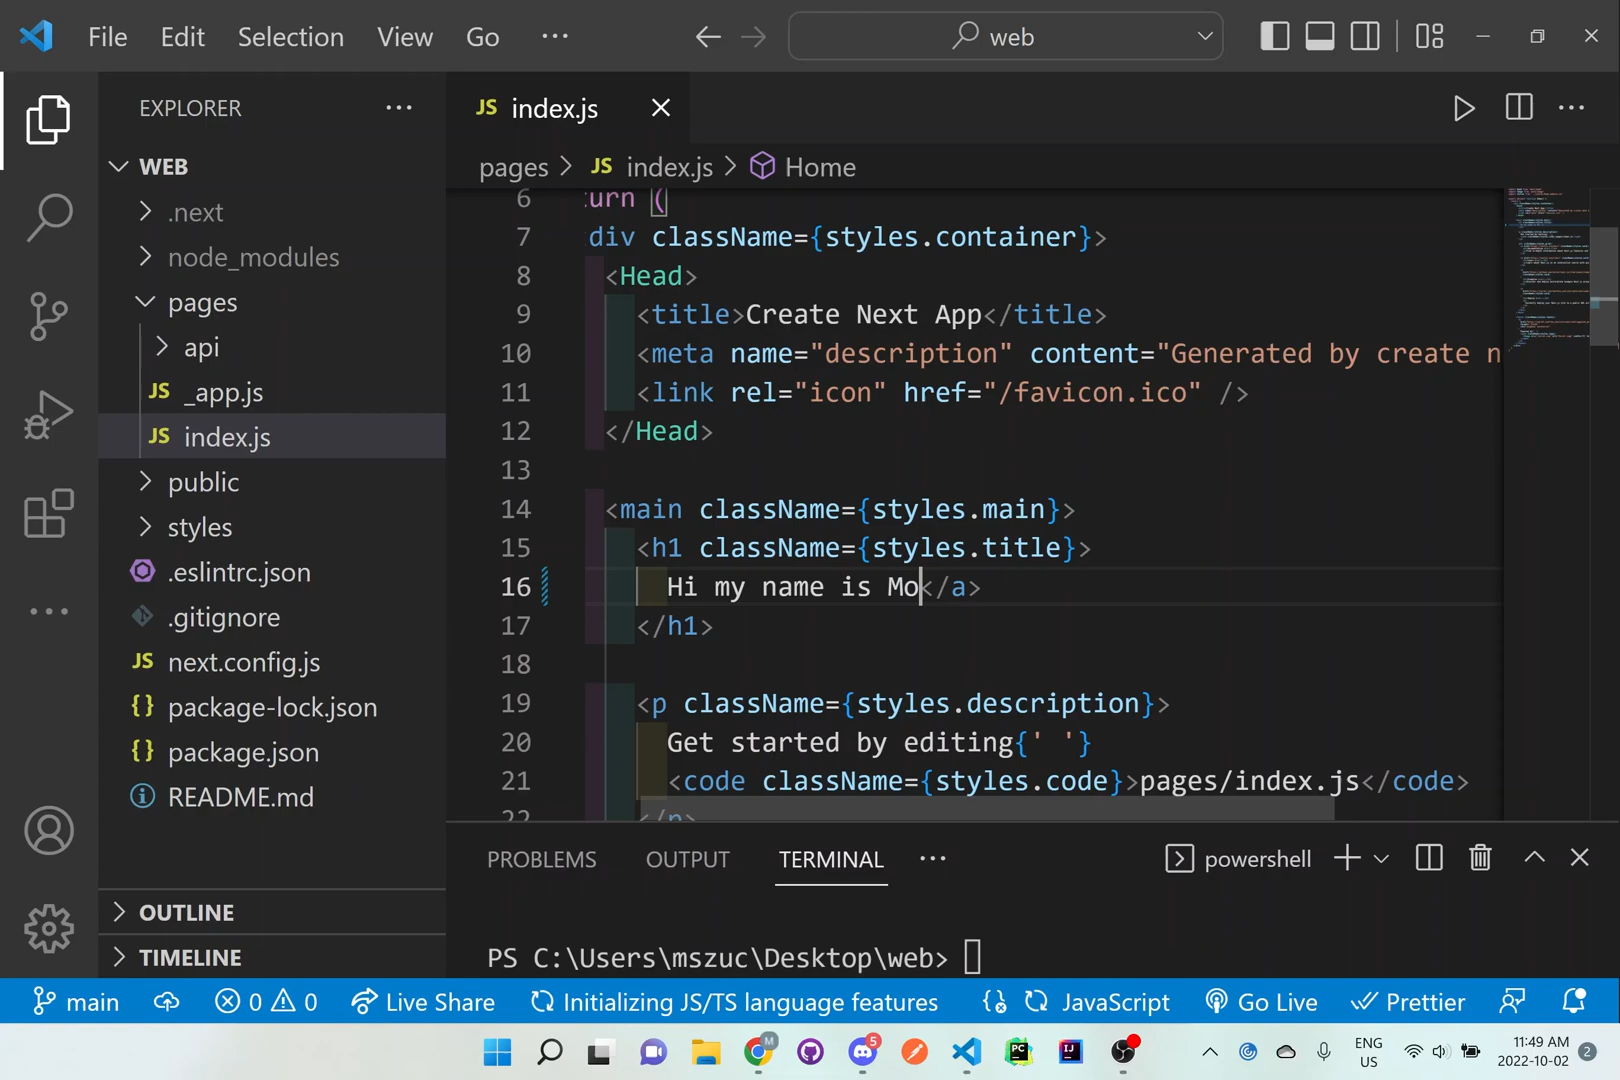 File Edit Selection View Go ··· web
EXPLORER ···
WEB
.next
node_modules
pages
api
JS _app.js
JS index.js
public
styles
.eslintrc.json
.gitignore
JS next.config.js
{} package-lock.json
{} package.json
README.md
OUTLINE
TIMELINE
JS index.js
pages > JS index.js > Home
6 urn (
7 div className={styles.container}>
8 <Head>
9 <title>Create Next App</title>
10 <meta name="description" content="Generated by create n
11 <link rel="icon" href="/favicon.ico" />
12 </Head>
13
14 <main className={styles.main}>
15 <h1 className={styles.title}>
16 Hi my name is Mo</a>
17 </h1>
18
19 <p className={styles.description}>
20 Get started by editing{' '}
21 <code className={styles.code}>pages/index.js</code>
22 </p>
PROBLEMS OUTPUT TERMINAL ··· powershell
PS C:\Users\mszuc\Desktop\web>
main 0 0 Live Share Initializing JS/TS language features JavaScript Go Live Prettier
M 5 PC IJ ENG US 11:49 AM 2022-10-02 2